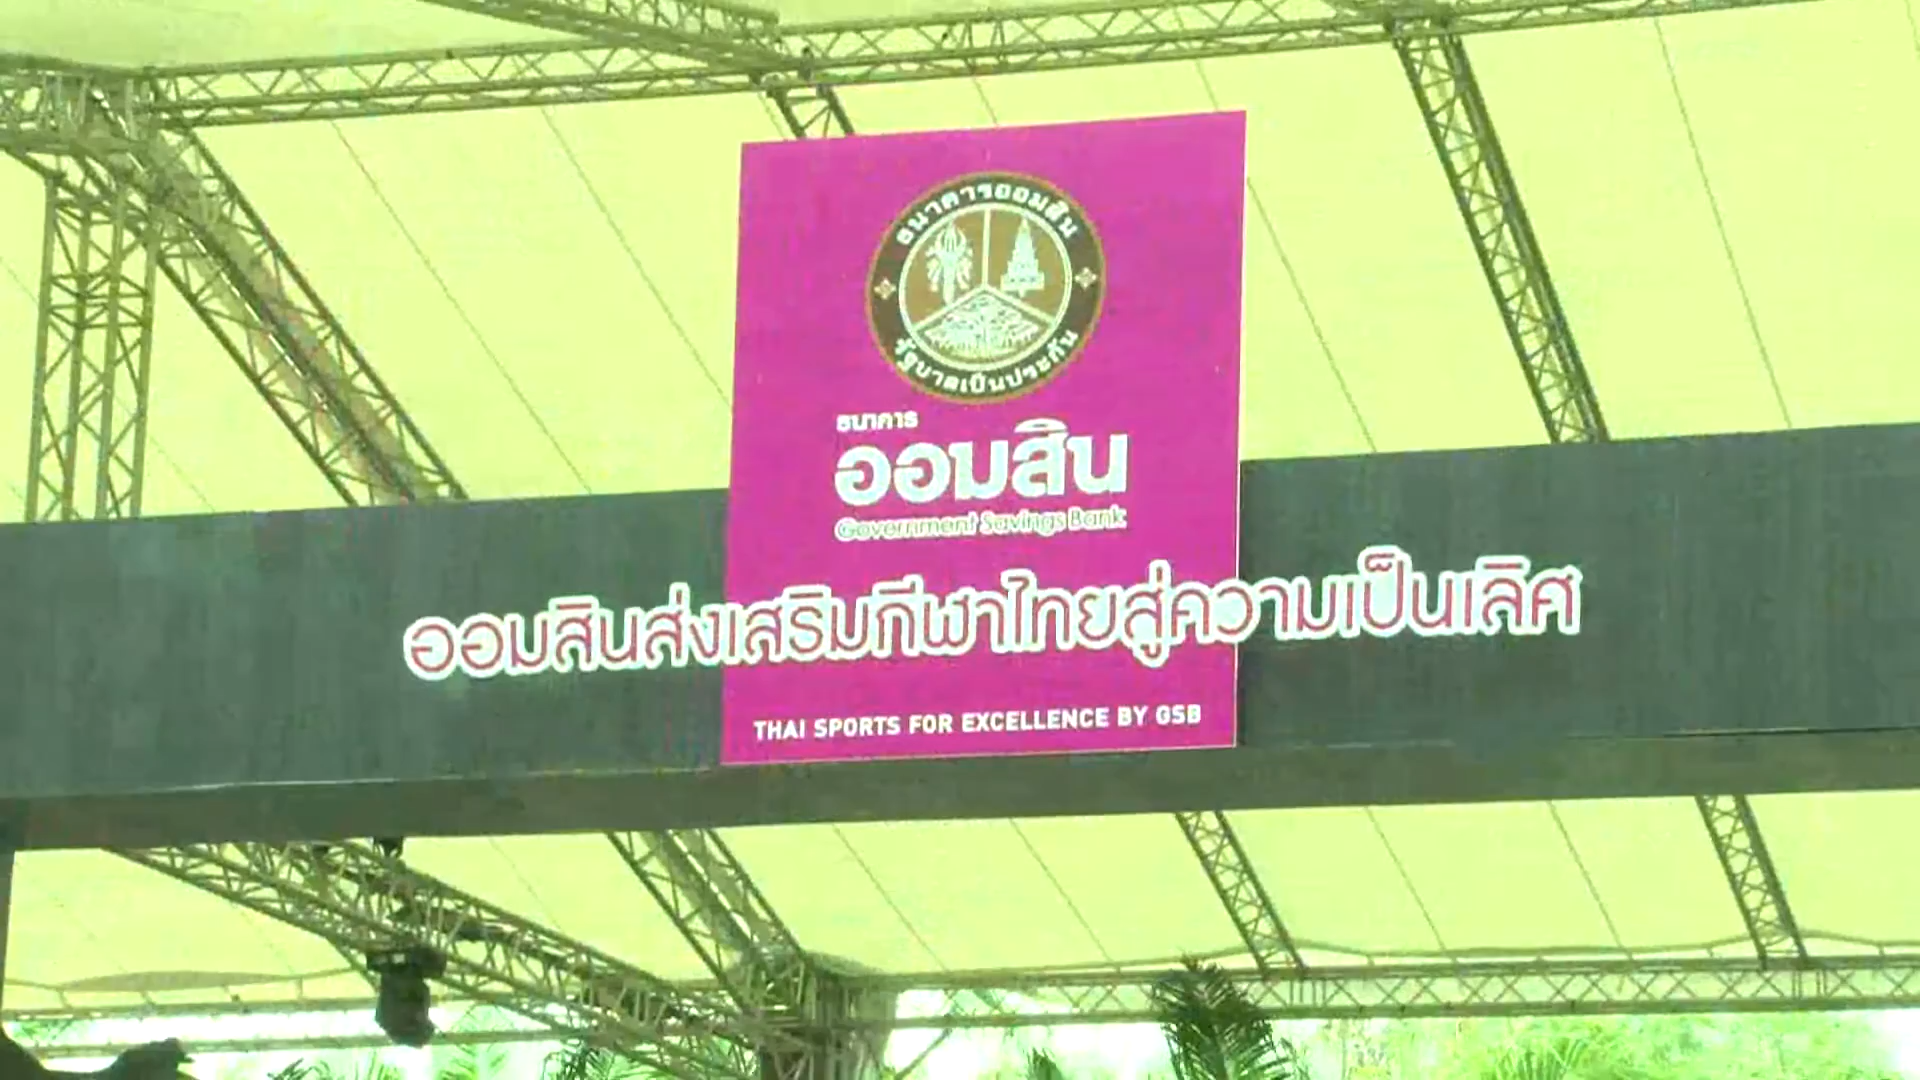 ธนาคารออมสิน
รัฐบาลเป็นประกัน
ธนาคาร
ออมสิน
Government Savings Bank
ออมสินส่งเสริมกีฬาไทยสู่ความเป็นเลิศ
THAI SPORTS FOR EXCELLENCE BY GSB